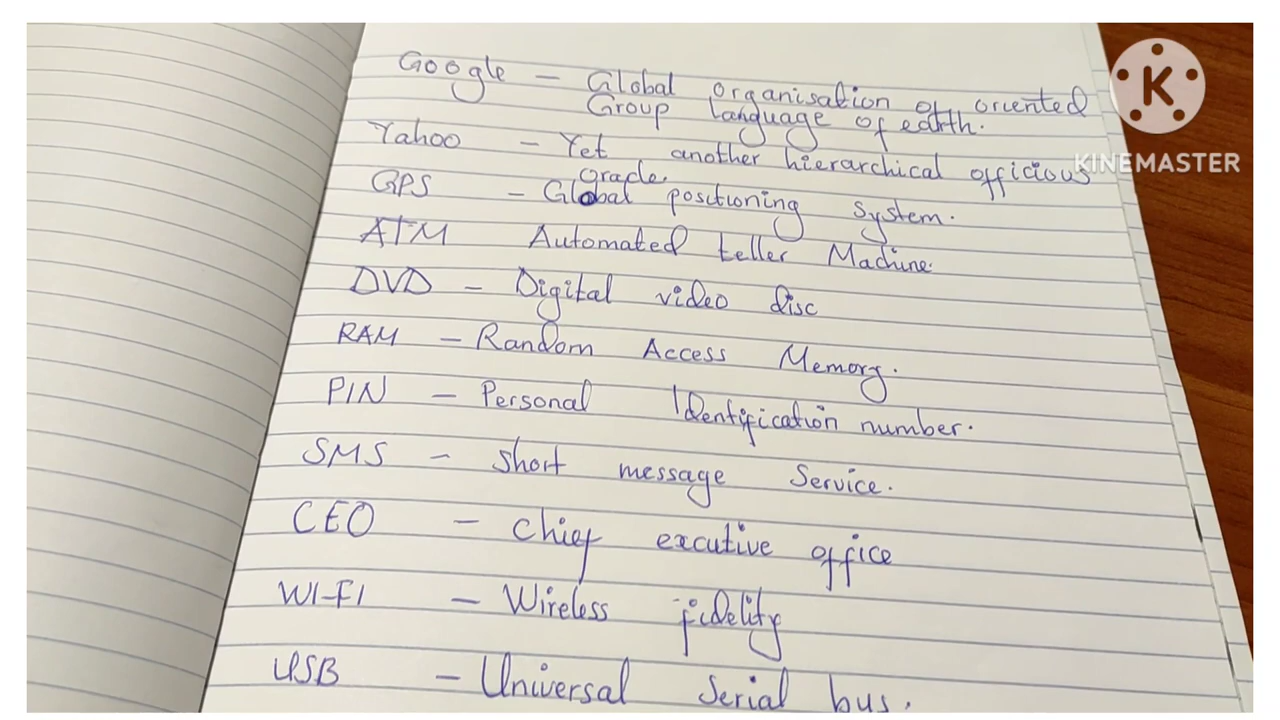 Google – Global organisation of oriented
Group language of earth.
Yahoo – Yet another hierarchical officious
oracle.
GPS – Global positioning system.
ATM Automated teller Machine.
DVD – Digital video disc
RAM – Random Access Memory.
PIN – Personal Identification number.
SMS – Short message Service.
CEO – Chief excutive office
WI-FI – Wireless fidelity
USB – Universal Serial bus.
K
KINEMASTER